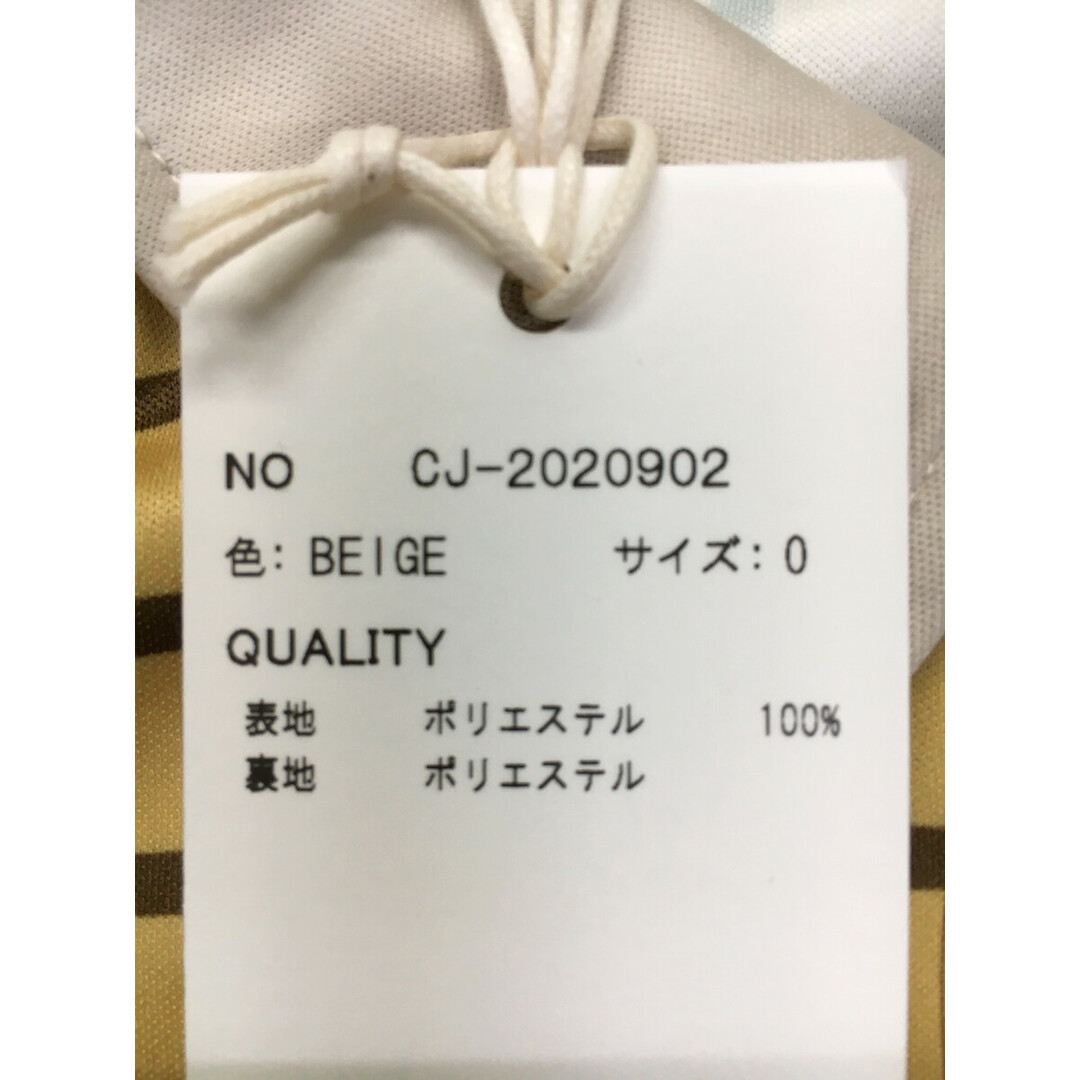 NO CJ-2020902
色: BEIGE サイズ: 0
QUALITY
表地 ポリエステル 100%
裏地 ポリエステル